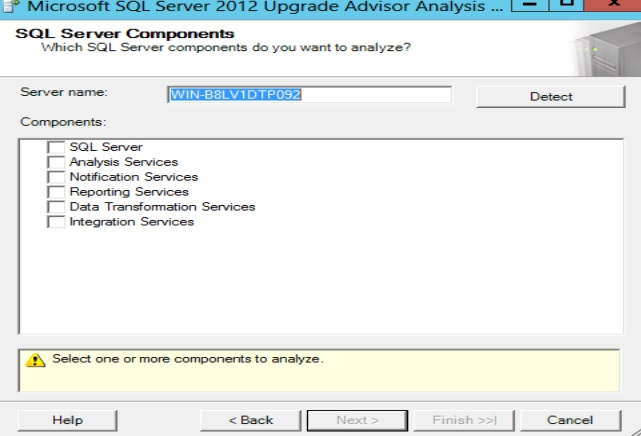 Microsoft SQL Server 2012 Upgrade Advisor Analysis ...
SQL Server Components
Which SQL Server components do you want to analyze?
Server name: WIN-B8LV1DTP092 Detect
Components:
SQL Server
Analysis Services
Notification Services
Reporting Services
Data Transformation Services
Integration Services
Select one or more components to analyze.
Help < Back Next > Finish >>| Cancel